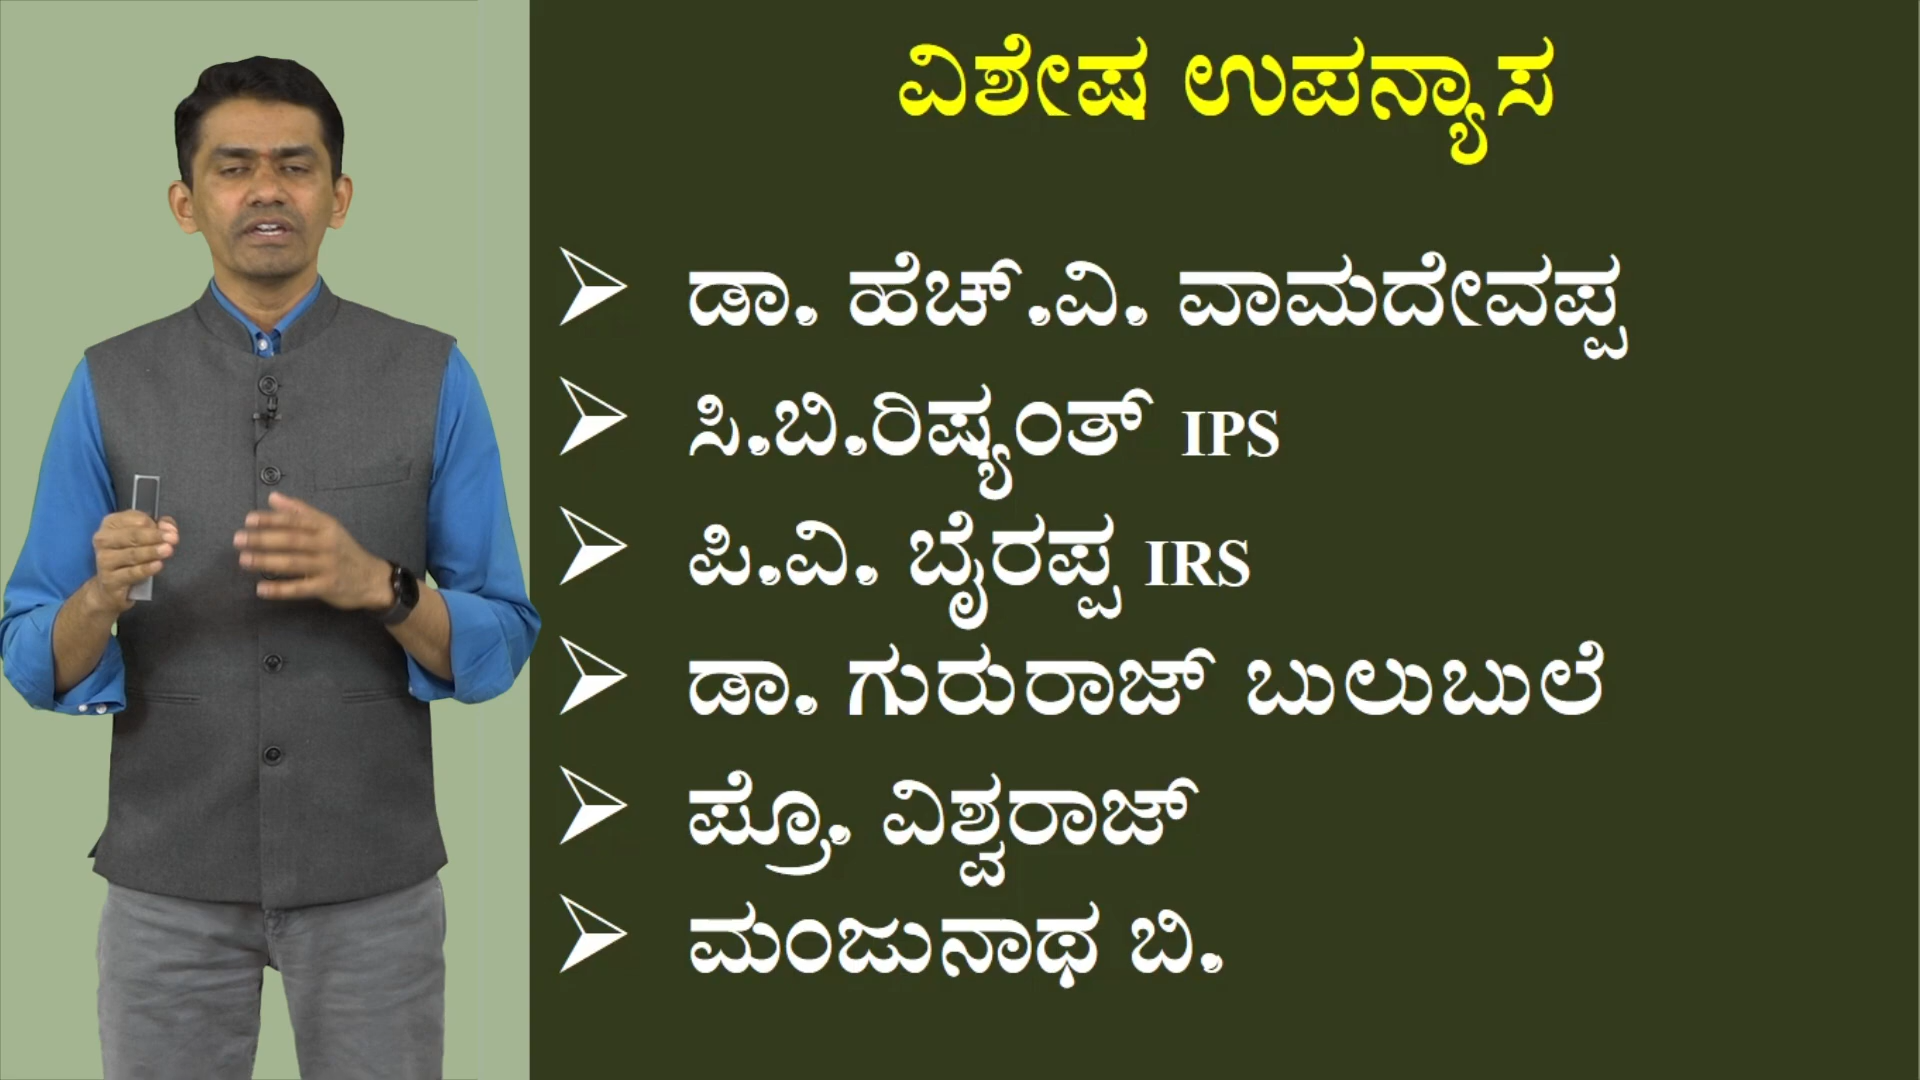 ವಿಶೇಷ ಉಪನ್ಯಾಸ
ಡಾ. ಹೆಚ್.ವಿ. ವಾಮದೇವಪ್ಪ
ಸಿ.ಬಿ.ರಿಷ್ಯಂತ್ IPS
ಪಿ.ವಿ. ಬೈರಪ್ಪ IRS
ಡಾ. ಗುರುರಾಜ್ ಬುಲುಬುಲೆ
ಪ್ರೊ. ವಿಶ್ವರಾಜ್
ಮಂಜುನಾಥ ಬಿ.